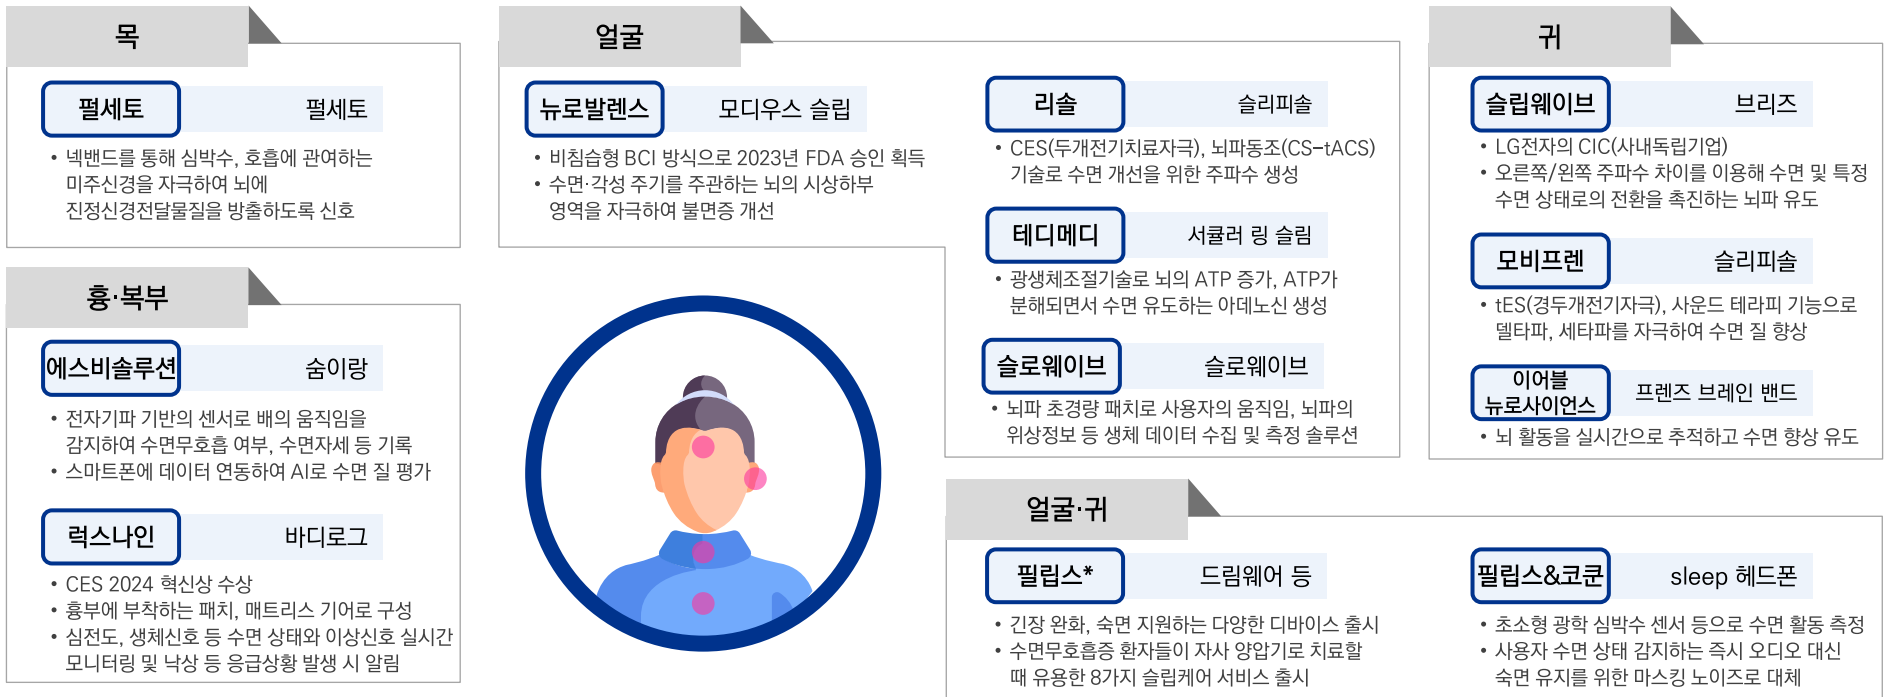 목
펄세토 펄세토
• 넥밴드를 통해 심박수, 호흡에 관여하는
미주신경을 자극하여 뇌에
진정신경전달물질을 방출하도록 신호
흉·복부
에스비솔루션 숨이랑
• 전자기파 기반의 센서로 배의 움직임을
감지하여 수면무호흡 여부, 수면자세 등 기록
• 스마트폰에 데이터 연동하여 AI로 수면 질 평가
럭스나인 바디로그
• CES 2024 혁신상 수상
• 흉부에 부착하는 패치, 매트리스 기어로 구성
• 심전도, 생체신호 등 수면 상태와 이상신호 실시간
모니터링 및 낙상 등 응급상황 발생 시 알림
얼굴
뉴로발렌스 모디우스 슬립
• 비침습형 BCI 방식으로 2023년 FDA 승인 획득
• 수면·각성 주기를 주관하는 뇌의 시상하부
영역을 자극하여 불면증 개선
리솔 슬리피솔
• CES(두개전기치료자극), 뇌파동조(CS-tACS)
기술로 수면 개선을 위한 주파수 생성
테디메디 서큘러 링 슬림
• 광생체조절기술로 뇌의 ATP 증가, ATP가
분해되면서 수면 유도하는 아데노신 생성
슬로웨이브 슬로웨이브
• 뇌파 초경량 패치로 사용자의 움직임, 뇌파의
위상정보 등 생체 데이터 수집 및 측정 솔루션
귀
슬립웨이브 브리즈
• LG전자의 CIC(사내독립기업)
• 오른쪽/왼쪽 주파수 차이를 이용해 수면 및 특정
수면 상태로의 전환을 촉진하는 뇌파 유도
모비프렌 슬리피솔
• tES(경두개전기자극), 사운드 테라피 기능으로
델타파, 세타파를 자극하여 수면 질 향상
이어블
뉴로사이언스 프렌즈 브레인 밴드
• 뇌 활동을 실시간으로 추적하고 수면 향상 유도
얼굴·귀
필립스* 드림웨어 등
• 긴장 완화, 숙면 지원하는 다양한 디바이스 출시
• 수면무호흡증 환자들이 자사 양압기로 치료할
때 유용한 8가지 슬립케어 서비스 출시
필립스&코쿤 sleep 헤드폰
• 초소형 광학 심박수 센서 등으로 수면 활동 측정
• 사용자 수면 상태 감지하는 즉시 오디오 대신
숙면 유지를 위한 마스킹 노이즈로 대체